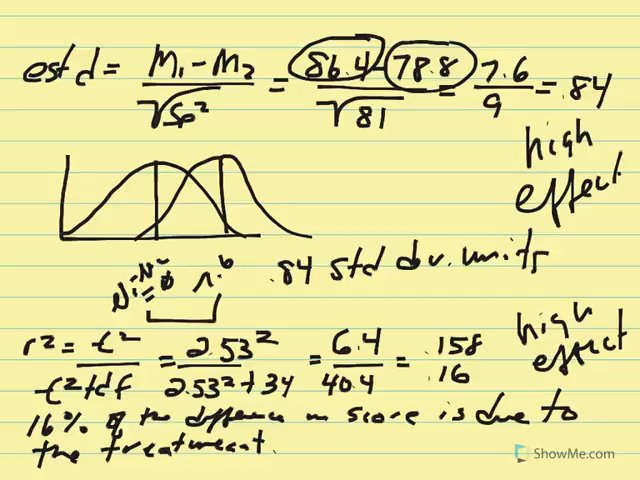 est d = M₁ - M₂ / √Sp² = 86.4 - 78.8 / √81 = 7.6 / 9 = .84
high
effect
.84 std dv. units
7.6
r² = t² / t² + df = 2.53² / 2.53² + 34 = 6.4 / 40.4 = .158
.16
high
effect
16% of the difference in score is due to
the treatment.
ShowMe.com